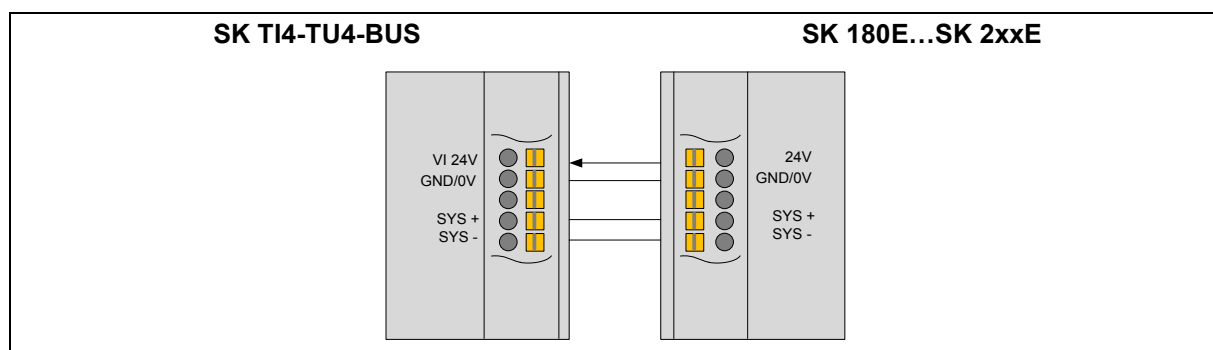 SK TI4-TU4-BUS SK 180E…SK 2xxE
VI 24V 24V
GND/0V GND/0V
SYS + SYS +
SYS - SYS -